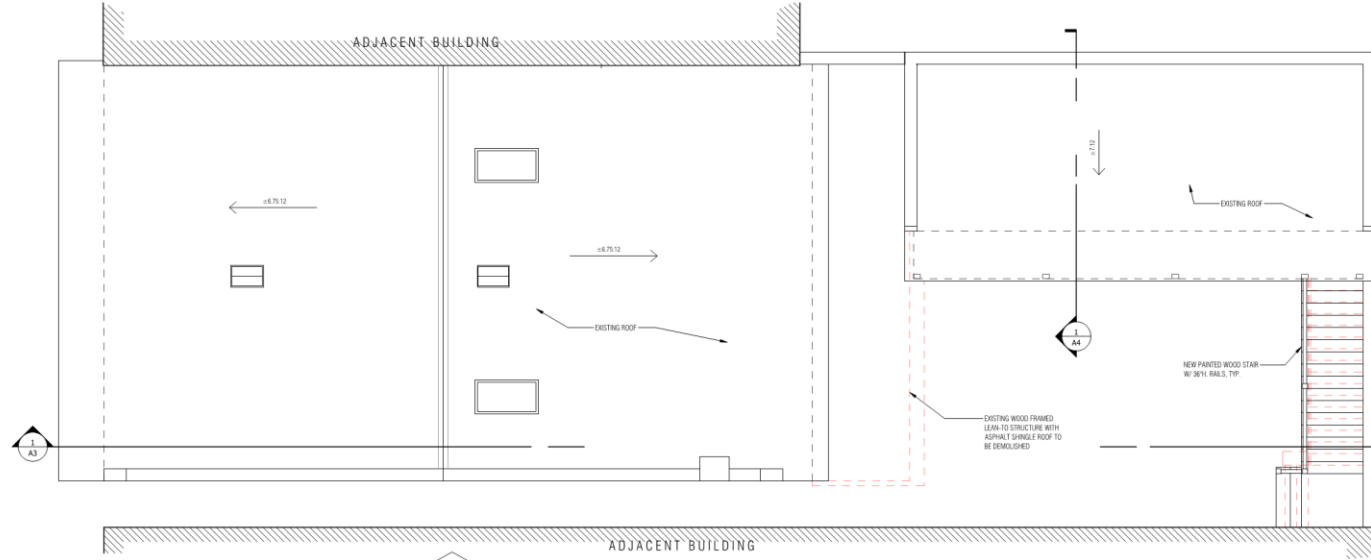 ADJACENT BUILDING
±7:12
±6.75:12
EXISTING ROOF
±6.75:12
EXISTING ROOF
1
A4
NEW PAINTED WOOD STAIR
W/ 36"H. RAILS, TYP.
EXISTING WOOD FRAMED
LEAN-TO STRUCTURE WITH
ASPHALT SHINGLE ROOF TO
BE DEMOLISHED
1
A3
ADJACENT BUILDING